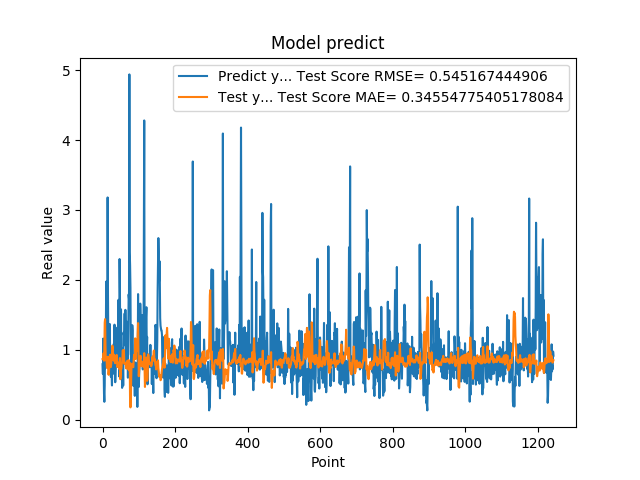 Model predict
Predict y... Test Score RMSE= 0.545167444906
Test y... Test Score MAE= 0.34554775405178084
5
4
3
2
1
0
Real value
0 200 400 600 800 1000 1200
Point